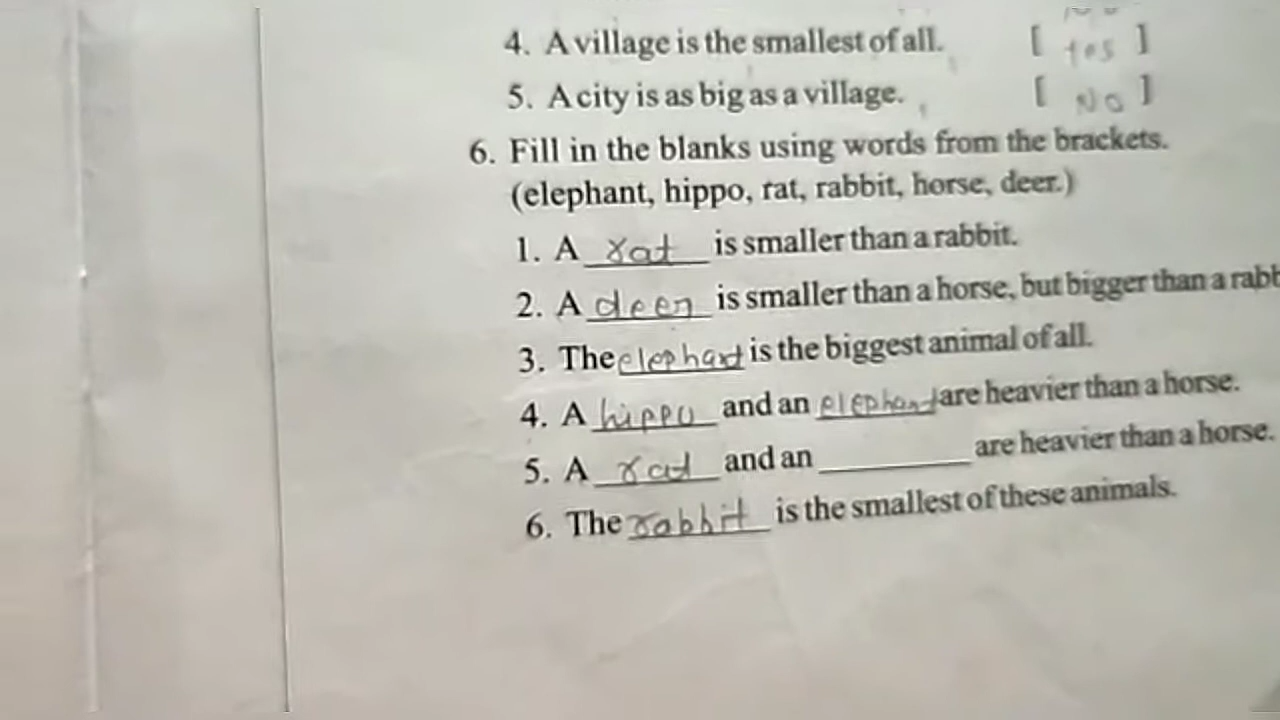 4. A village is the smallest of all. [ Yes ]
5. A city is as big as a village. [ No ]
6. Fill in the blanks using words from the brackets.
(elephant, hippo, rat, rabbit, horse, deer.)
1. A rat is smaller than a rabbit.
2. A deer is smaller than a horse, but bigger than a rabb
3. The elephant is the biggest animal of all.
4. A hippo and an elephant are heavier than a horse.
5. A rat and an ________ are heavier than a horse.
6. The rabbit is the smallest of these animals.